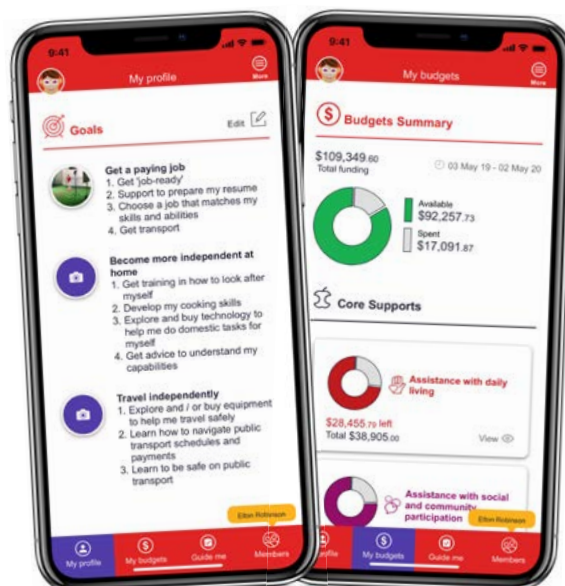 9:41
My profile
More
Goals
Edit
Get a paying job
1. Get 'job-ready'
2. Support to prepare my resume
3. Choose a job that matches my
skills and abilities
4. Get transport
Become more independent at
home
1. Get training in how to look after
myself
2. Develop my cooking skills
3. Explore and buy technology to
help me do domestic tasks for
myself
4. Get advice to understand my
capabilities
Travel independently
1. Explore and / or buy equipment
to help me travel safely
2. Learn how to navigate public
transport schedules and
payments
3. Learn to be safe on public
transport
Elton Robinson
My profile
My budgets
Guide me
Members
9:41
My budgets
More
$ Budgets Summary
$109,349.60
Total funding
03 May 19 - 02 May 20
Available
$92,257.73
Spent
$17,091.87
Core Supports
Assistance with daily
living
$28,455.79 left
Total $38,905.00
View
Assistance with social
and community
participation
Elton Robinson
profile
My budgets
Guide me
Members